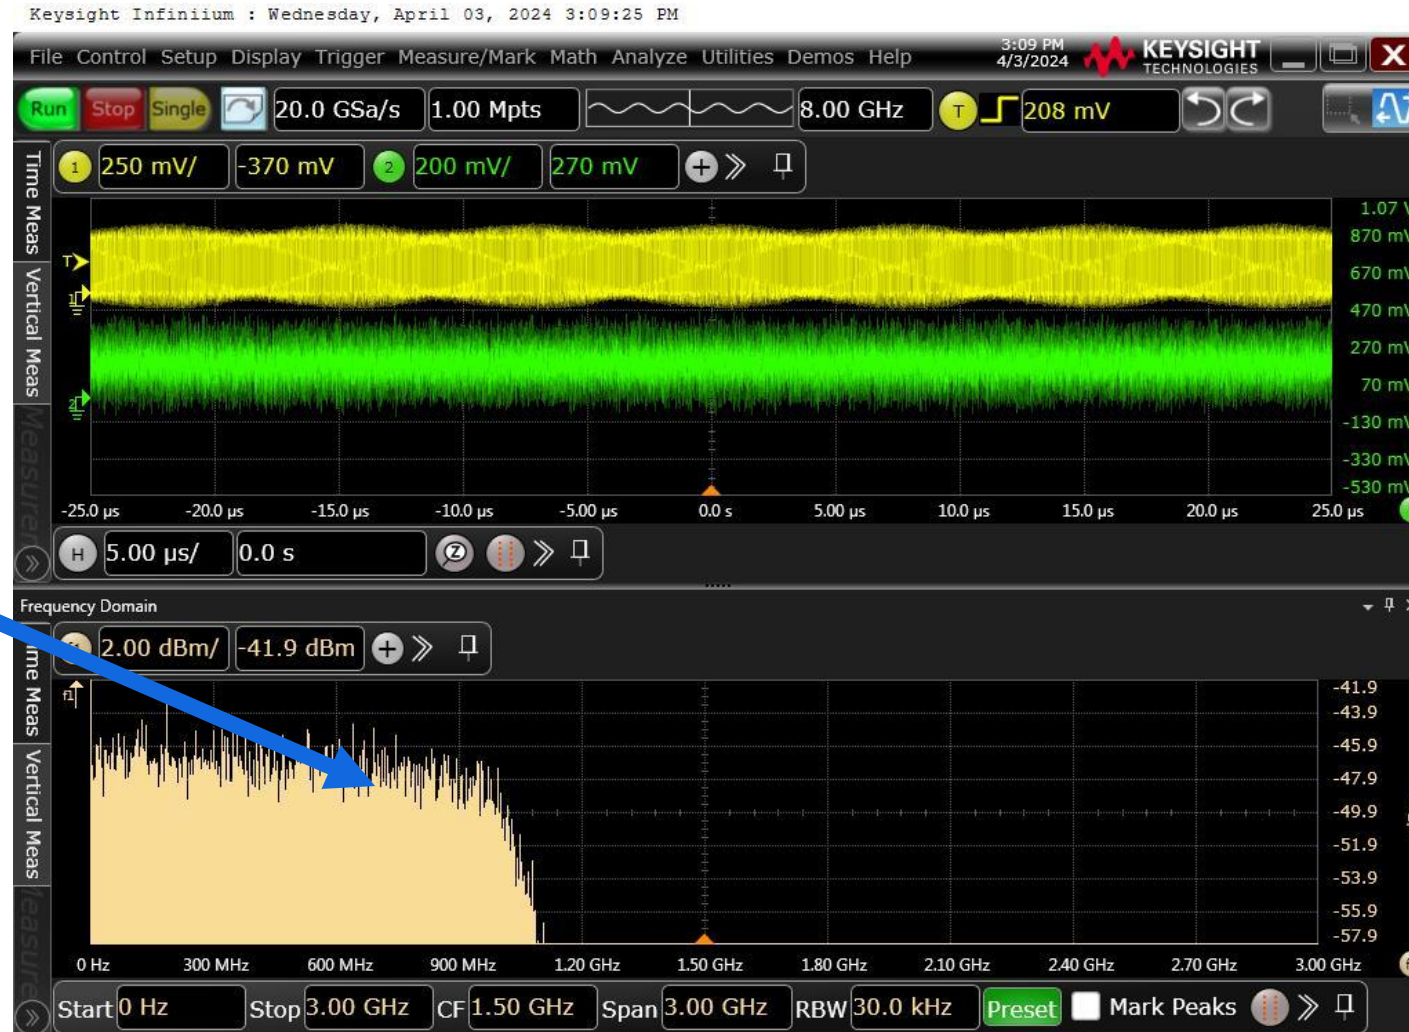 Keysight Infiniium : Wednesday, April 03, 2024 3:09:25 PM
File Control Setup Display Trigger Measure/Mark Math Analyze Utilities Demos Help
3:09 PM
4/3/2024
KEYSIGHT
TECHNOLOGIES
X
Run Stop Single 20.0 GSa/s 1.00 Mpts 8.00 GHz T 208 mV
1 250 mV/ -370 mV 2 200 mV/ 270 mV
Time Meas
Vertical Meas
T
1
2
1.07
870 mV
670 mV
470 mV
270 mV
70 mV
-130 mV
-330 mV
-530 mV
-25.0 µs -20.0 µs -15.0 µs -10.0 µs -5.00 µs 0.0 s 5.00 µs 10.0 µs 15.0 µs 20.0 µs 25.0 µs
H 5.00 µs/ 0.0 s Z
Frequency Domain
2.00 dBm/ -41.9 dBm
Meas
Vertical Meas
f1
-41.9
-43.9
-45.9
-47.9
-49.9
-51.9
-53.9
-55.9
-57.9
0 Hz 300 MHz 600 MHz 900 MHz 1.20 GHz 1.50 GHz 1.80 GHz 2.10 GHz 2.40 GHz 2.70 GHz 3.00 GHz
Start 0 Hz Stop 3.00 GHz CF 1.50 GHz Span 3.00 GHz RBW 30.0 kHz Preset Mark Peaks